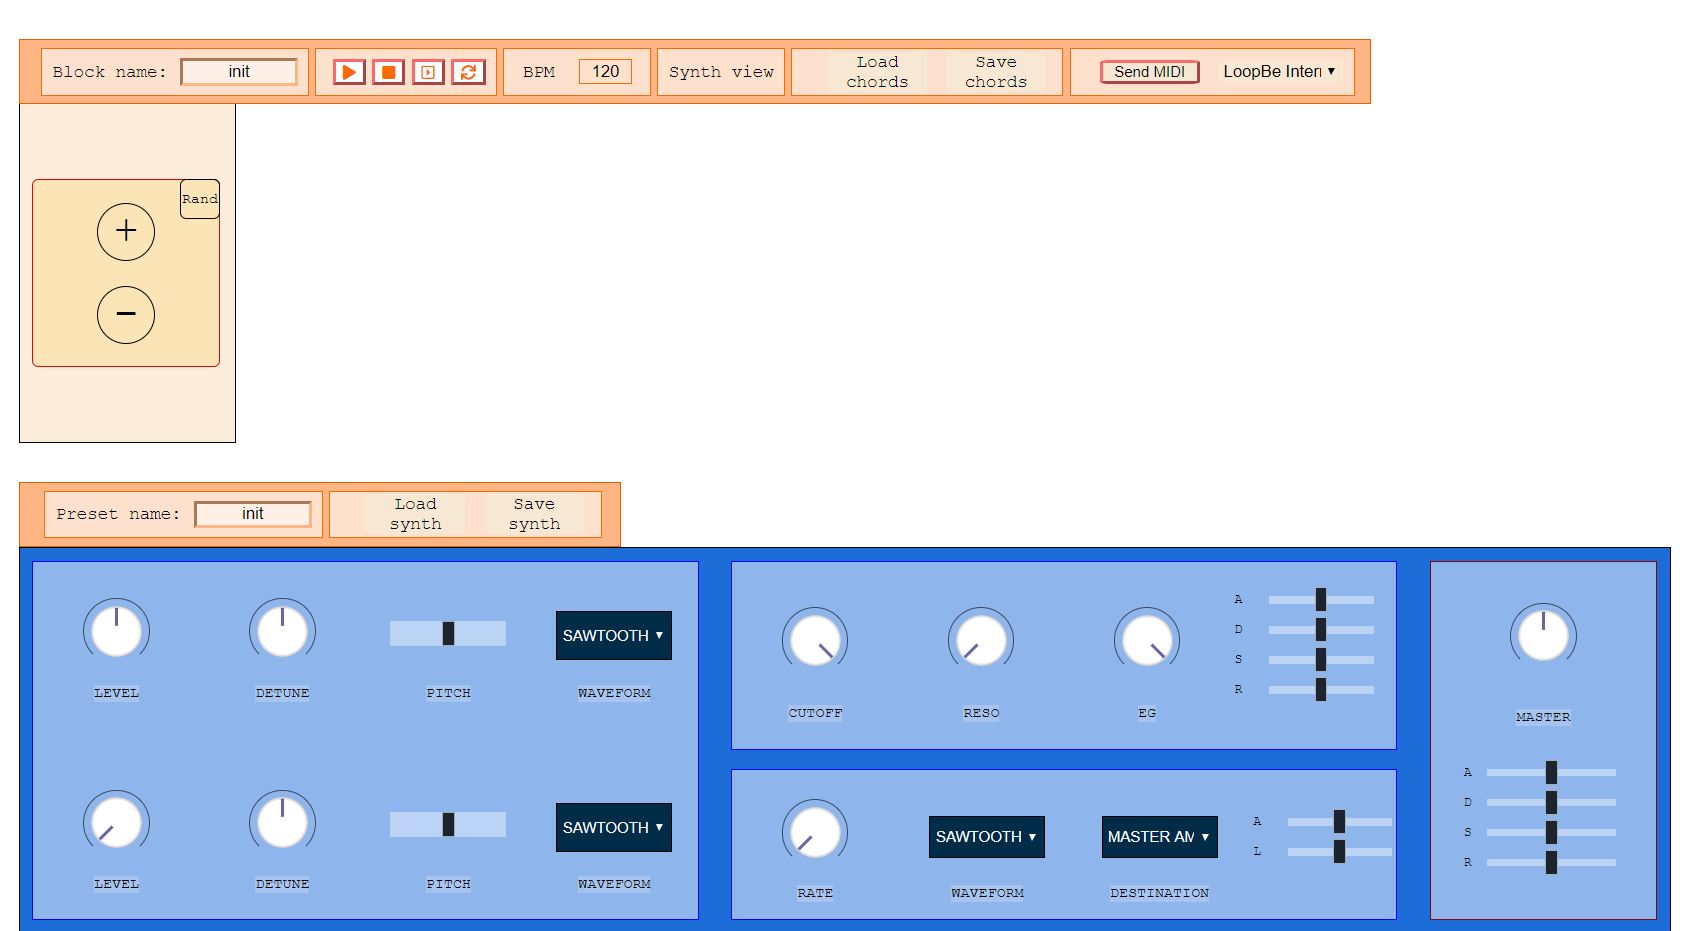 Block name: init
BPM 120
Synth view
Load chords
Save chords
Send MIDI
LoopBe Inter
Rand
+
−
Preset name: init
Load synth
Save synth
SAWTOOTH
LEVEL DETUNE PITCH WAVEFORM
SAWTOOTH
LEVEL DETUNE PITCH WAVEFORM
A
D
S
R
CUTOFF RESO EG
SAWTOOTH MASTER AM
A
L
RATE WAVEFORM DESTINATION
MASTER
A
D
S
R